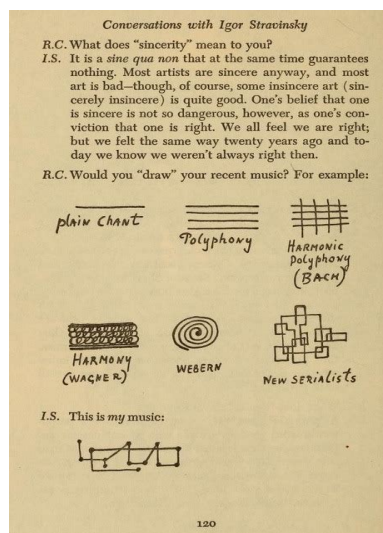 Conversations with Igor Stravinsky
R.C. What does “sincerity” mean to you?
I.S. It is a sine qua non that at the same time guarantees
nothing. Most artists are sincere anyway, and most
art is bad—though, of course, some insincere art (sin-
cerely insincere) is quite good. One’s belief that one
is sincere is not so dangerous, however, as one’s con-
viction that one is right. We all feel we are right;
but we felt the same way twenty years ago and to-
day we know we weren’t always right then.
R.C. Would you “draw” your recent music? For example:
plAiN CHANT
Polyphony
HARMONIC
Polyphony
(BACH)
HARMONY
(WAGNER)
WEBERN
NEW SERIALISTS
I.S. This is my music:
120